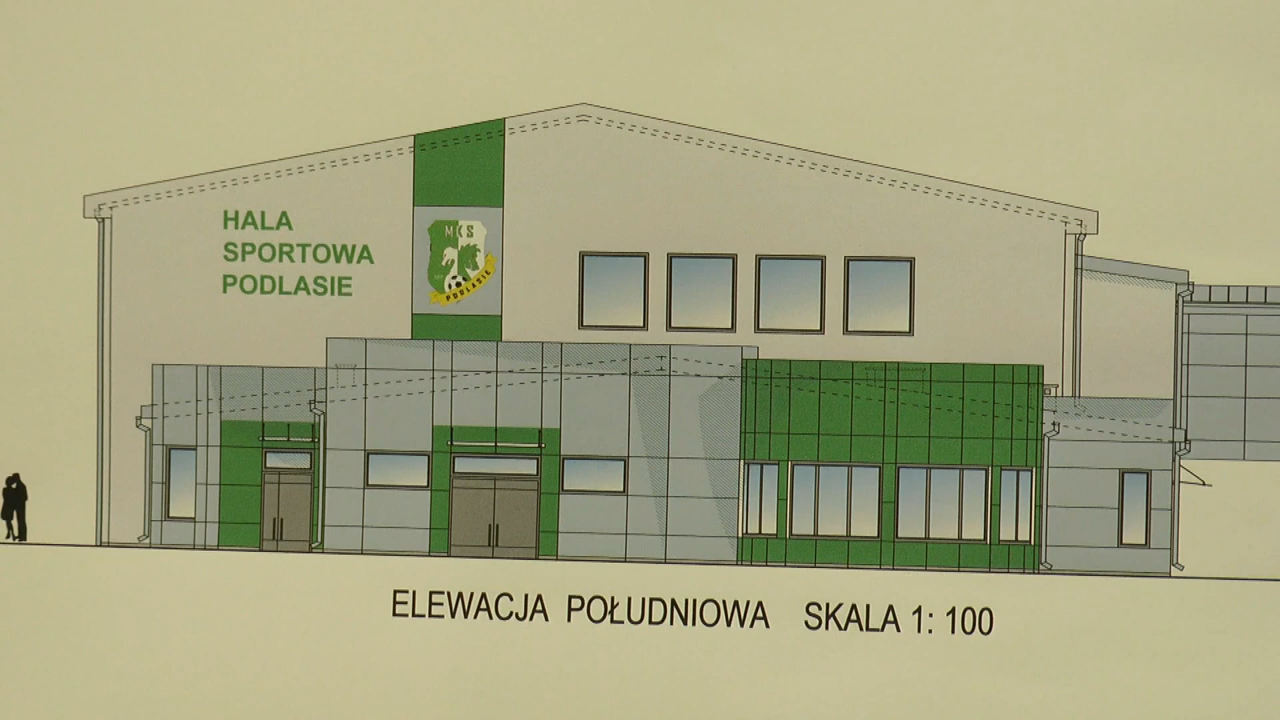 HALA
SPORTOWA
PODLASIE
MKS
PODLASIE
ELEWACJA POŁUDNIOWA SKALA 1: 100